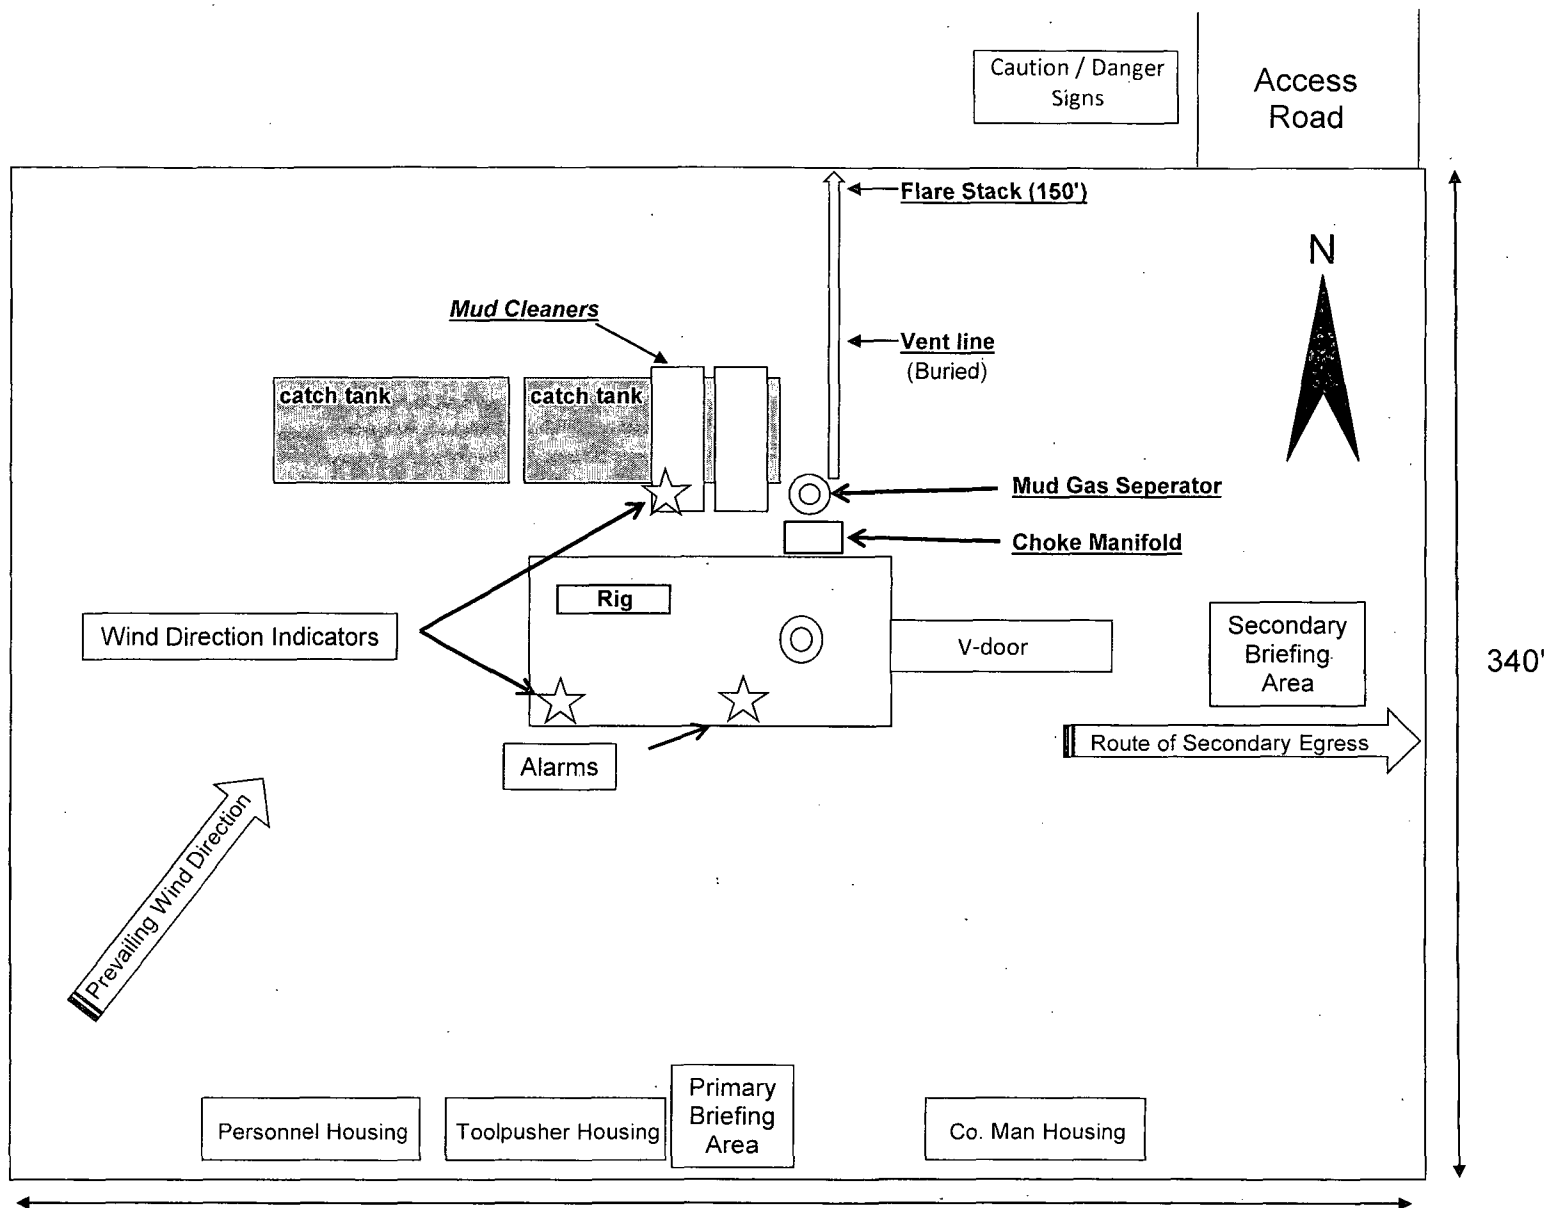 Caution / Danger
Signs
Access
Road
Flare Stack (150')
N
Mud Cleaners
Vent line
(Buried)
catch tank
catch tank
Mud Gas Seperator
Choke Manifold
Rig
Wind Direction Indicators
V-door
Secondary
Briefing
Area
340'
Route of Secondary Egress
Alarms
Prevailing Wind Direction
Primary
Briefing
Area
Personnel Housing
Toolpusher Housing
Co. Man Housing